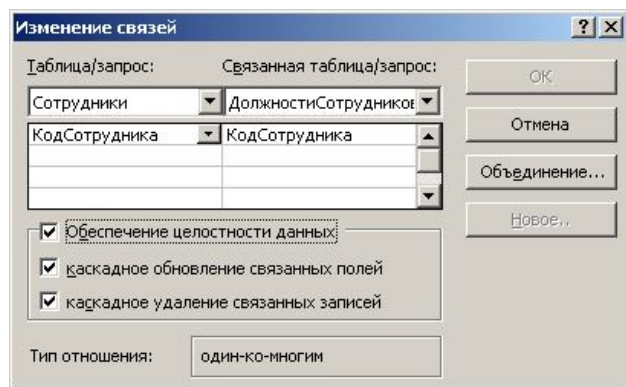 Изменение связей
Таблица/запрос: Связанная таблица/запрос:
Сотрудники ДолжностиСотрудников
КодСотрудника КодСотрудника
ОК
Отмена
Объединение...
Новое..
Обеспечение целостности данных
каскадное обновление связанных полей
каскадное удаление связанных записей
Тип отношения: один-ко-многим